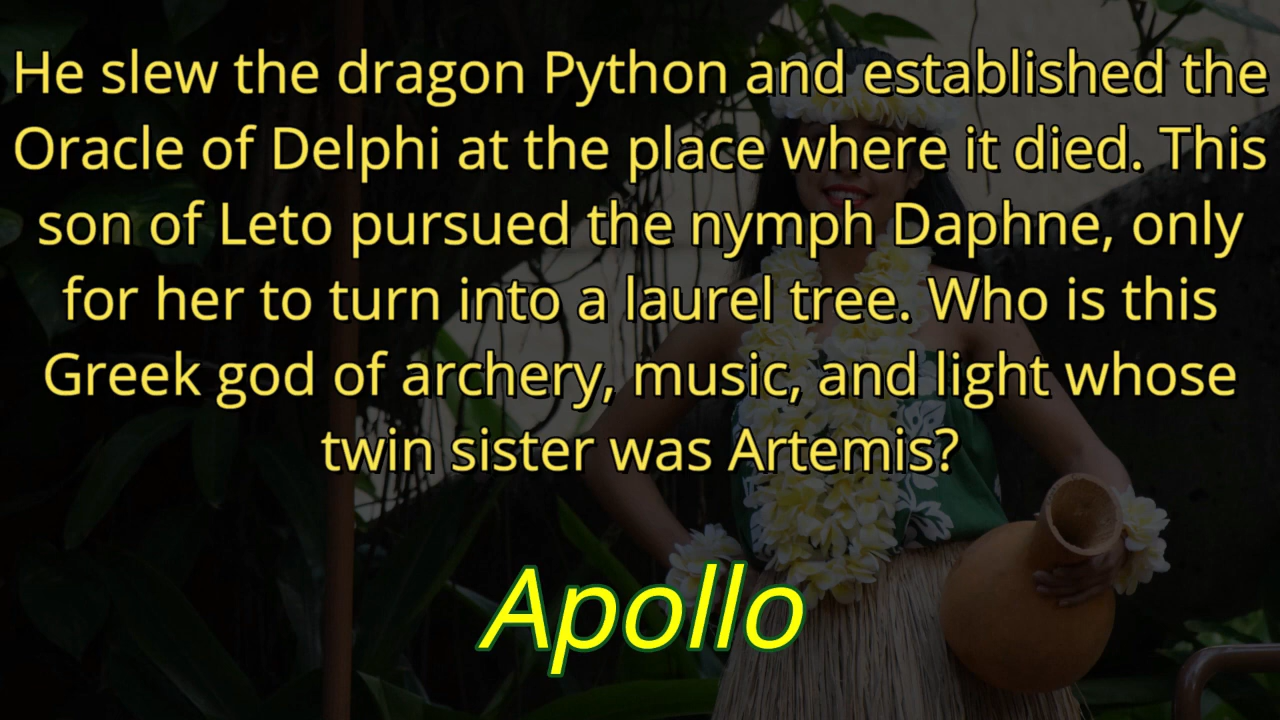 He slew the dragon Python and established the
Oracle of Delphi at the place where it died. This
son of Leto pursued the nymph Daphne, only
for her to turn into a laurel tree. Who is this
Greek god of archery, music, and light whose
twin sister was Artemis?
Apollo